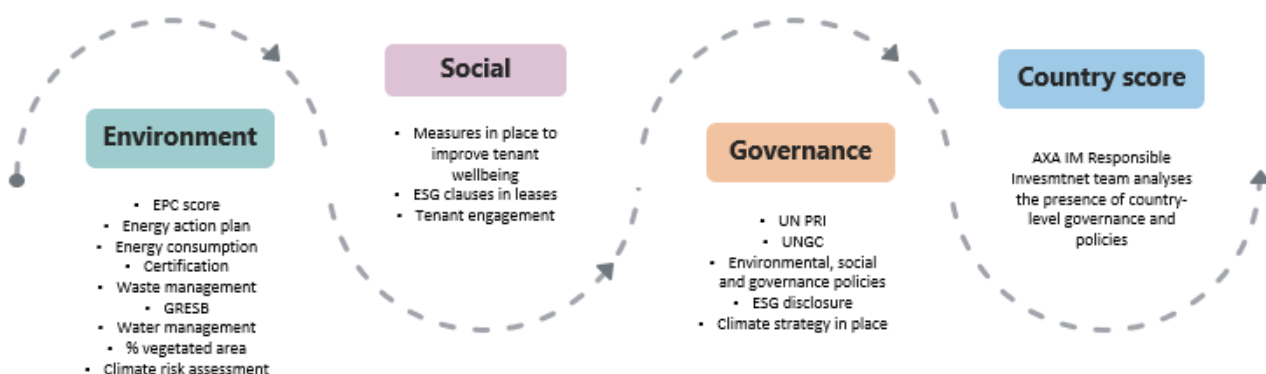 Environment
▪ EPC score
▪ Energy action plan
▪ Energy consumption
▪ Certification
▪ Waste management
▪ GRESB
▪ Water management
▪ % vegetated area
▪ Climate risk assessment
Social
▪ Measures in place to
improve tenant
wellbeing
▪ ESG clauses in leases
▪ Tenant engagement
Governance
▪ UN PRI
▪ UNGC
▪ Environmental, social
and governance policies
▪ ESG disclosure
▪ Climate strategy in place
Country score
AXA IM Responsible
Invesmtnet team analyses
the presence of country-
level governance and
policies